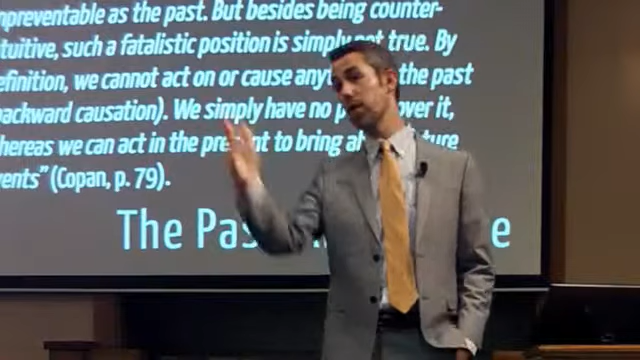 npreventable as the past. But besides being counter-
tuitive, such a fatalistic position is simply not true. By
efinition, we cannot act on or cause any the past
backward causation). We simply have no over it,
hereas we can act in the present to bring ture
vents" (Copan, p. 79).
The Pas e